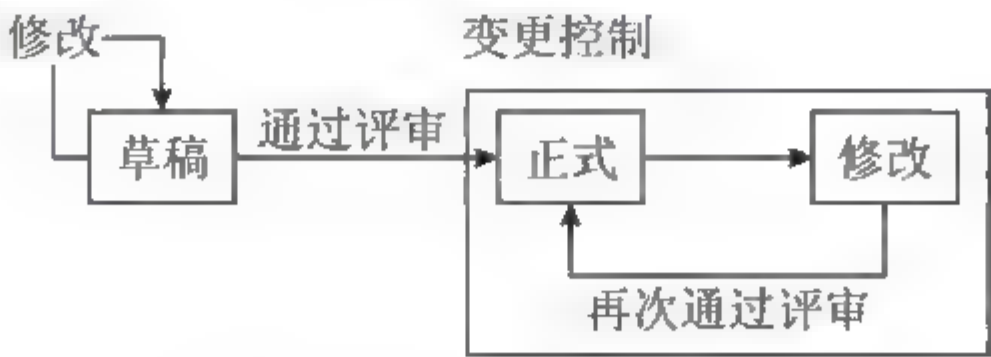 修改
变更控制
草稿
通过评审
正式
修改
再次通过评审